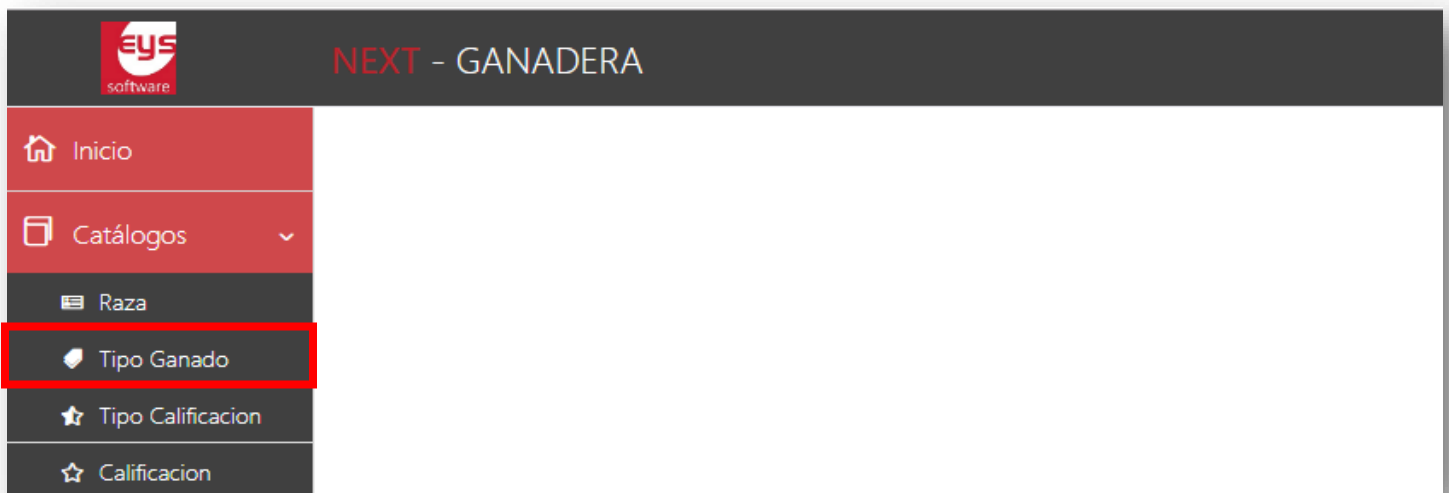 eys
software
NEXT - GANADERA
Inicio
Catálogos
Raza
Tipo Ganado
Tipo Calificacion
Calificacion